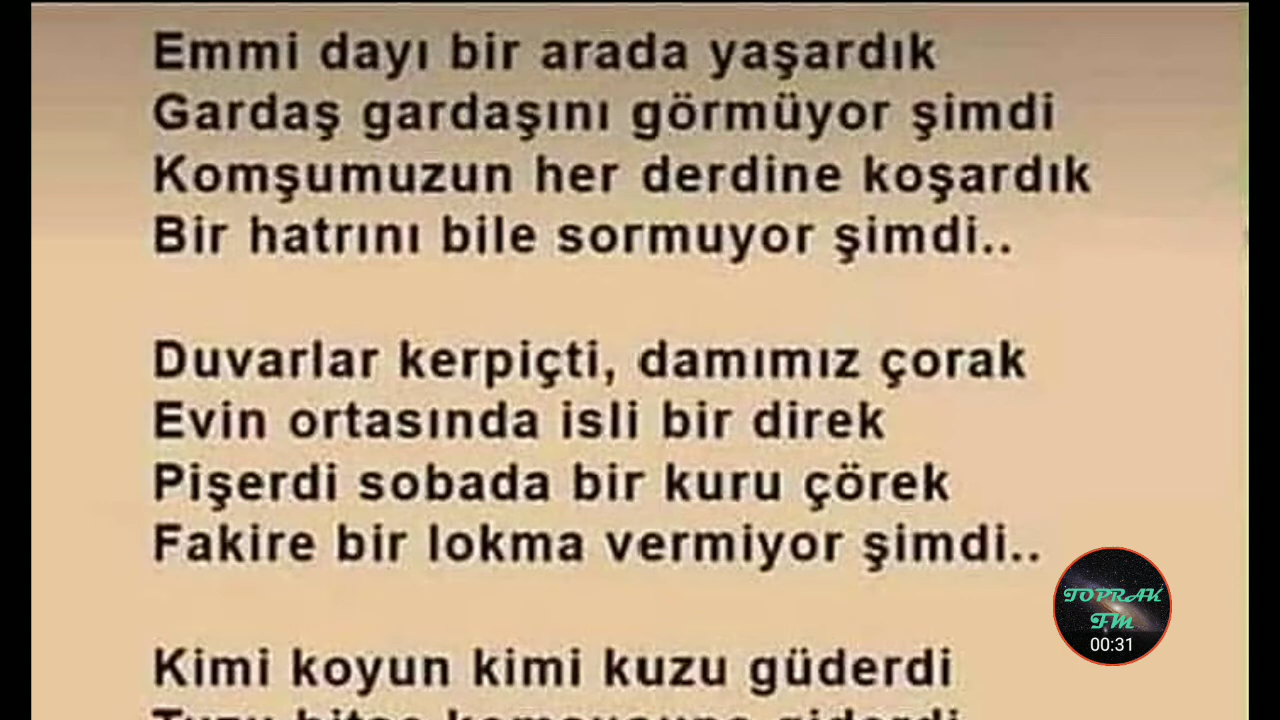 Emmi dayı bir arada yaşardık
Gardaş gardaşını görmüyor şimdi
Komşumuzun her derdine koşardık
Bir hatrını bile sormuyor şimdi..
Duvarlar kerpiçti, damımız çorak
Evin ortasında isli bir direk
Pişerdi sobada bir kuru çörek
Fakire bir lokma vermiyor şimdi..
Kimi koyun kimi kuzu güderdi
TOPRAK
FM
00:31